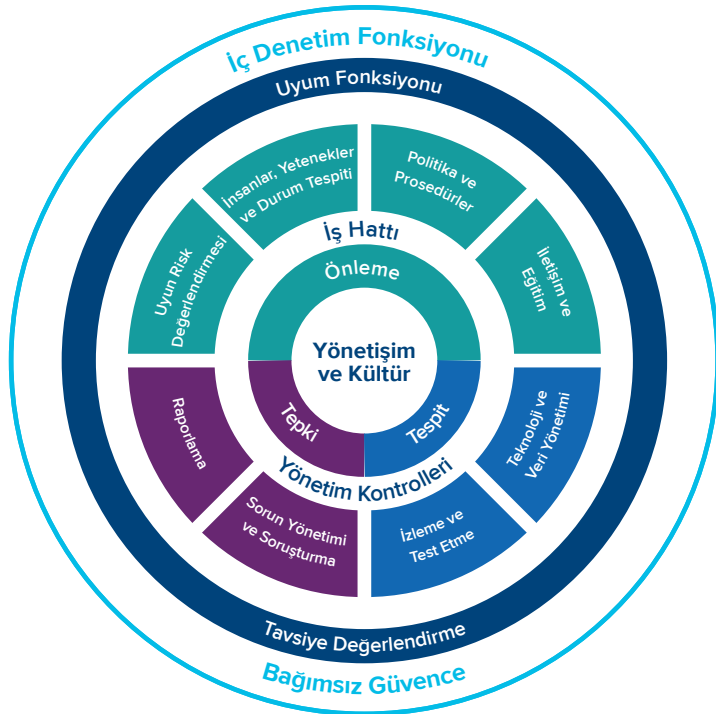 İç Denetim Fonksiyonu
Uyum Fonksiyonu
İnsanlar, Yetenekler
ve Durum Tespiti
Politika ve
Prosedürler
Uyun Risk
Değerlendirmesi
İletişim ve
Eğitim
İş Hattı
Önleme
Yönetişim
ve Kültür
Tepki
Tespit
Yönetim Kontrolleri
Raporlama
Teknoloji ve
Veri Yönetimi
Sorun Yönetimi
ve Soruşturma
İzleme ve
Test Etme
Tavsiye Değerlendirme
Bağımsız Güvence